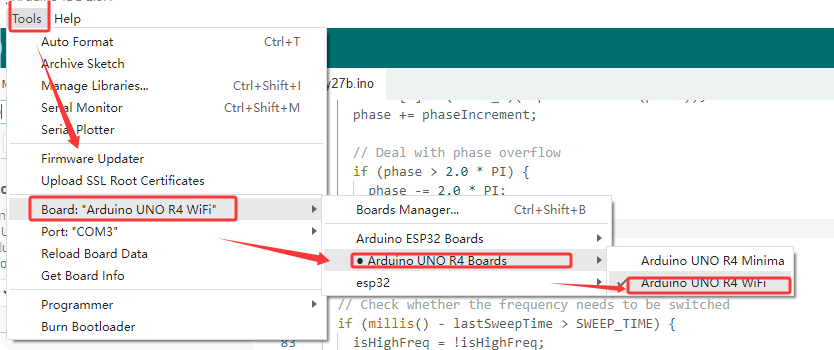 Tools Help
Auto Format Ctrl+T
Archive Sketch
Manage Libraries... Ctrl+Shift+I
Serial Monitor Ctrl+Shift+M
Serial Plotter
Firmware Updater
Upload SSL Root Certificates
Board: "Arduino UNO R4 WiFi"
Port: "COM3"
Reload Board Data
Get Board Info
Programmer
Burn Bootloader
Boards Manager... Ctrl+Shift+B
Arduino ESP32 Boards
● Arduino UNO R4 Boards
esp32
Arduino UNO R4 Minima
✓ Arduino UNO R4 WiFi
y27b.ino
phase += phaseIncrement;
// Deal with phase overflow
if (phase > 2.0 * PI) {
phase -= 2.0 * PI;
// Check whether the frequency needs to be switched
if (millis() - lastSweepTime > SWEEP_TIME) {
83 isHighFreq = !isHighFreq;